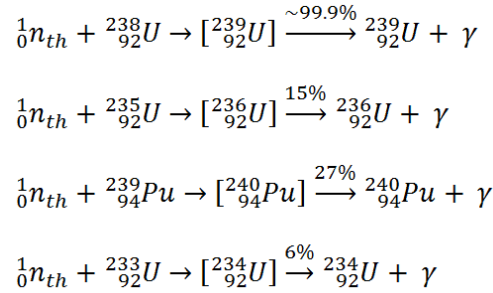 ¹₀n_th + ²³⁸₉₂U → [²³⁹₉₂U] —~99.9%→ ²³⁹₉₂U + γ
¹₀n_th + ²³⁵₉₂U → [²³⁶₉₂U] —15%→ ²³⁶₉₂U + γ
¹₀n_th + ²³⁹₉₄Pu → [²⁴⁰₉₄Pu] —27%→ ²⁴⁰₉₄Pu + γ
¹₀n_th + ²³³₉₂U → [²³⁴₉₂U] —6%→ ²³⁴₉₂U + γ